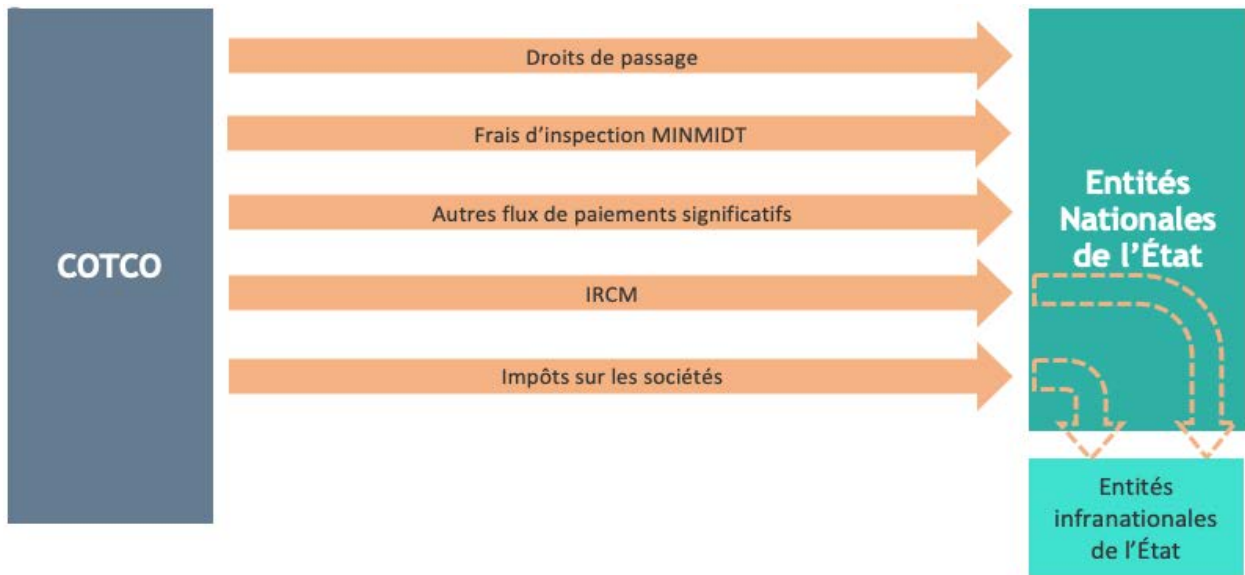 COTCO
Droits de passage
Frais d’inspection MINMIDT
Autres flux de paiements significatifs
IRCM
Impôts sur les sociétés
Entités
Nationales
de l’État
Entités
infranationales
de l’État